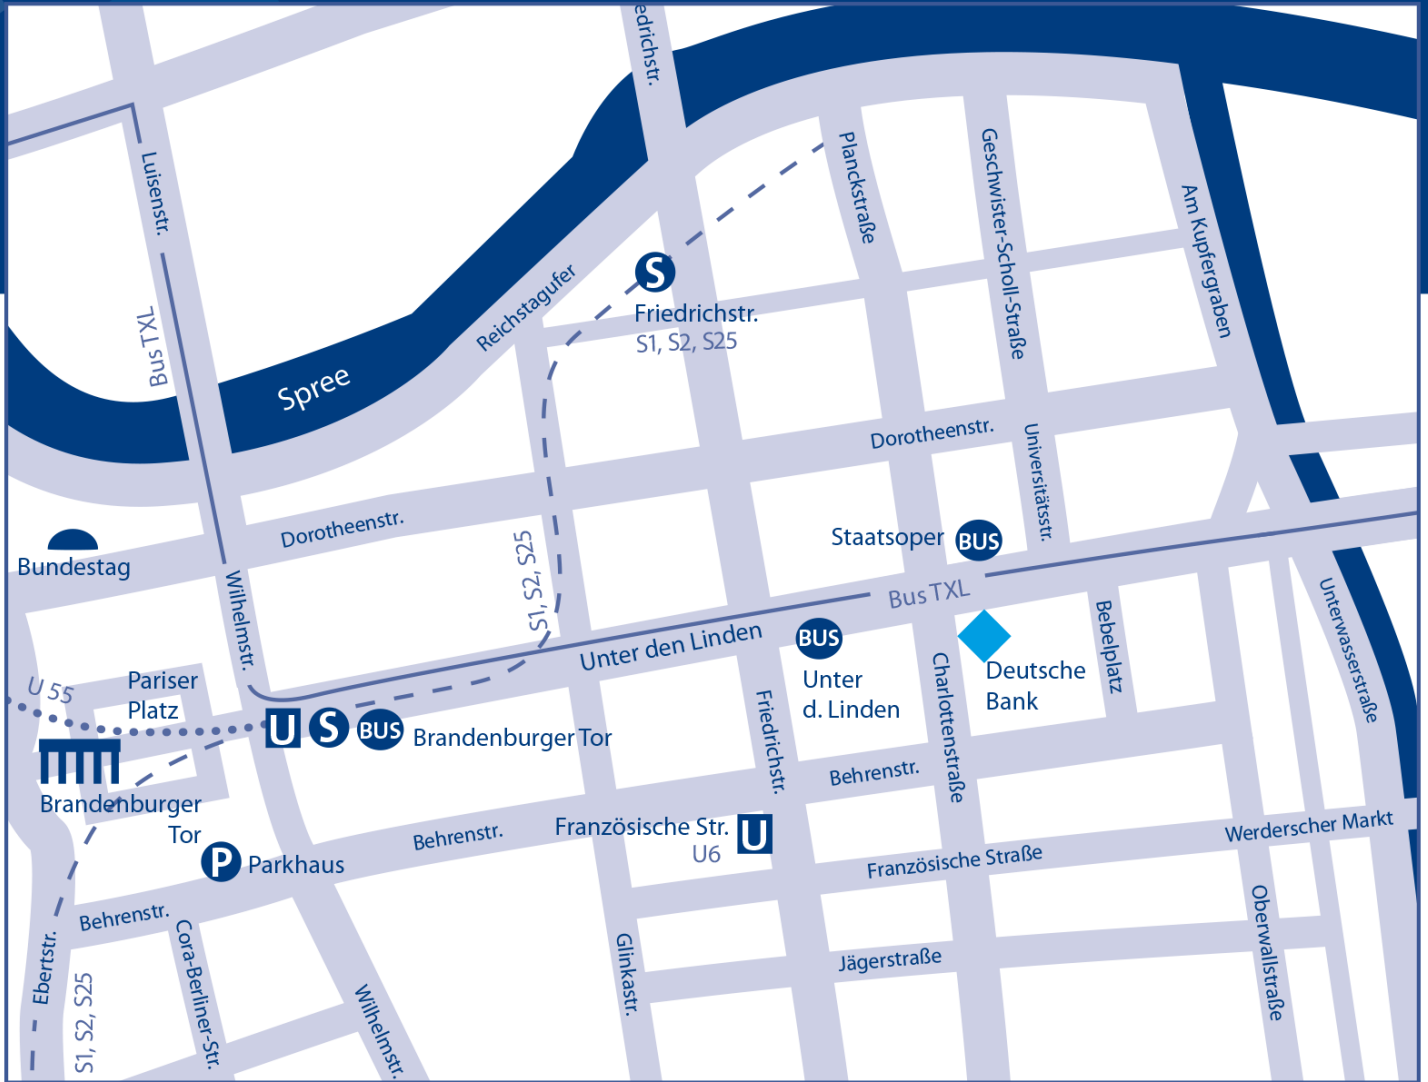 edrichstr.
Luisenstr.
Planckstraße
Geschwister-Scholl-Straße
Am Kupfergraben
Bus TXL
Reichstagufer
S
Friedrichstr.
S1, S2, S25
Spree
Dorotheenstr.
Universitätsstr.
Dorotheenstr.
Staatsoper
BUS
Bundestag
S1, S2, S25
Wilhelmstr.
Bus TXL
Unter den Linden
BUS
Unter
d. Linden
Deutsche
Bank
Bebelplatz
Unterwasserstraße
Charlottenstraße
U 55
Pariser
Platz
U
S
BUS
Brandenburger Tor
Friedrichstr.
Behrenstr.
Brandenburger
Tor
P
Parkhaus
Behrenstr.
Französische Str.
U6
U
Werderscher Markt
Französische Straße
Behrenstr.
Cora-Berliner-Str.
Ebertstr.
S1, S2, S25
Wilhelmstr.
Glinkastr.
Jägerstraße
Oberwallstraße